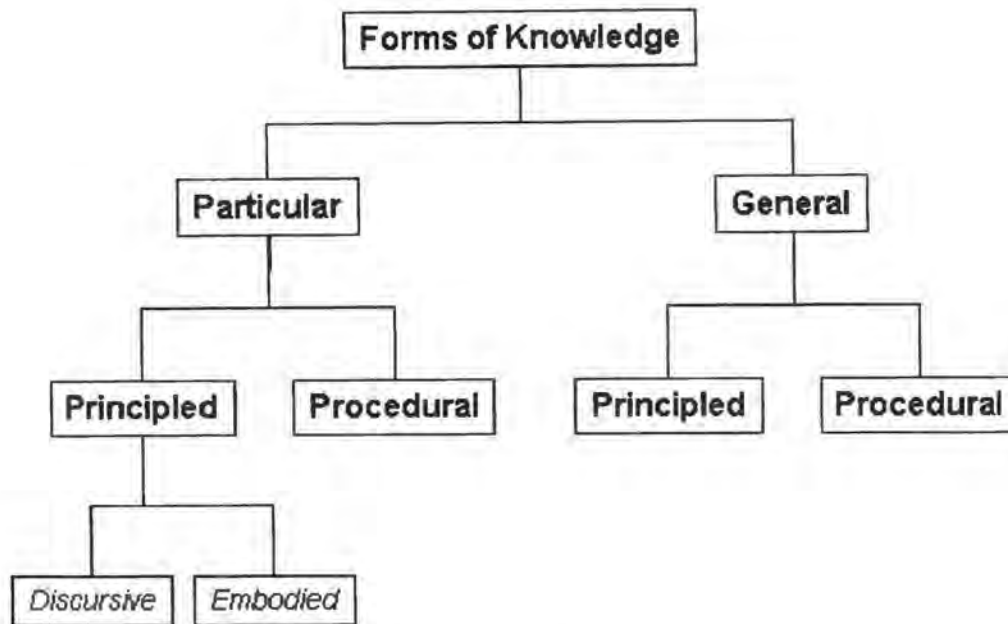 Forms of Knowledge
Particular
General
Principled
Procedural
Principled
Procedural
Discursive
Embodied